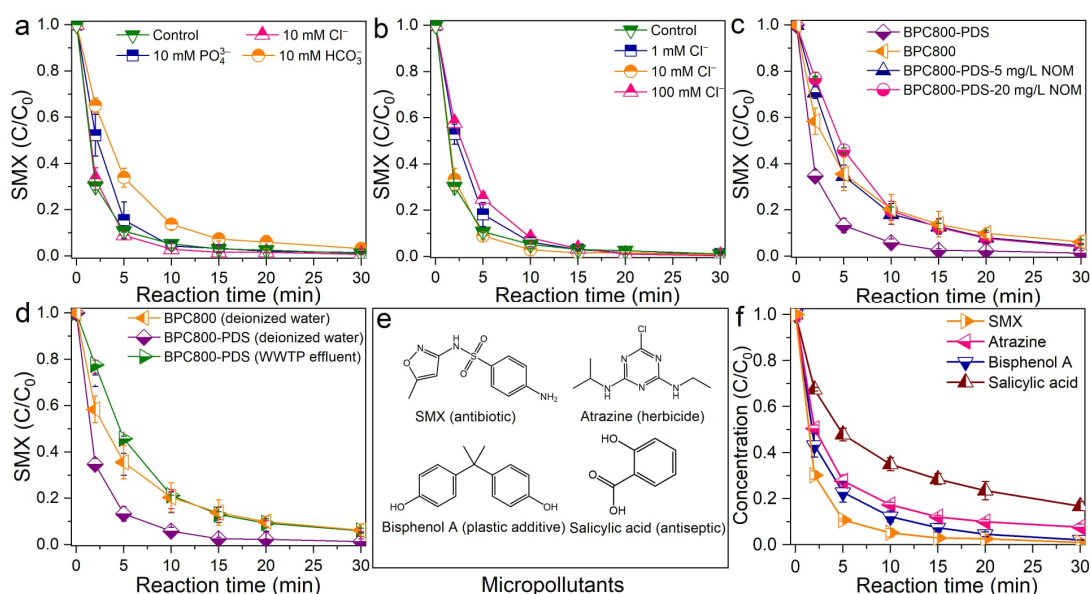 a
Control
10 mM Cl⁻
10 mM PO₄³⁻
10 mM HCO₃⁻
SMX (C/C₀)
1.0
0.8
0.6
0.4
0.2
0.0
0 5 10 15 20 30
Reaction time (min)
b
Control
1 mM Cl⁻
10 mM Cl⁻
100 mM Cl⁻
SMX (C/C₀)
1.0
0.8
0.6
0.4
0.2
0.0
0 5 10 15 20 30
Reaction time (min)
c
BPC800-PDS
BPC800
BPC800-PDS-5 mg/L NOM
BPC800-PDS-20 mg/L NOM
SMX (C/C₀)
1.0
0.8
0.6
0.4
0.2
0.0
0 5 10 15 20 30
Reaction time (min)
d
BPC800 (deionized water)
BPC800-PDS (deionized water)
BPC800-PDS (WWTP effluent)
SMX (C/C₀)
1.0
0.8
0.6
0.4
0.2
0.0
0 5 10 15 20 30
Reaction time (min)
e
O N NH S O O NH₂
SMX (antibiotic)
Cl N N N N H N H
Atrazine (herbicide)
HO OH
Bisphenol A (plastic additive)
HO O OH
Salicylic acid (antiseptic)
Micropollutants
f
SMX
Atrazine
Bisphenol A
Salicylic acid
Concentration (C/C₀)
1.0
0.8
0.6
0.4
0.2
0.0
0 5 10 15 20 30
Reaction time (min)